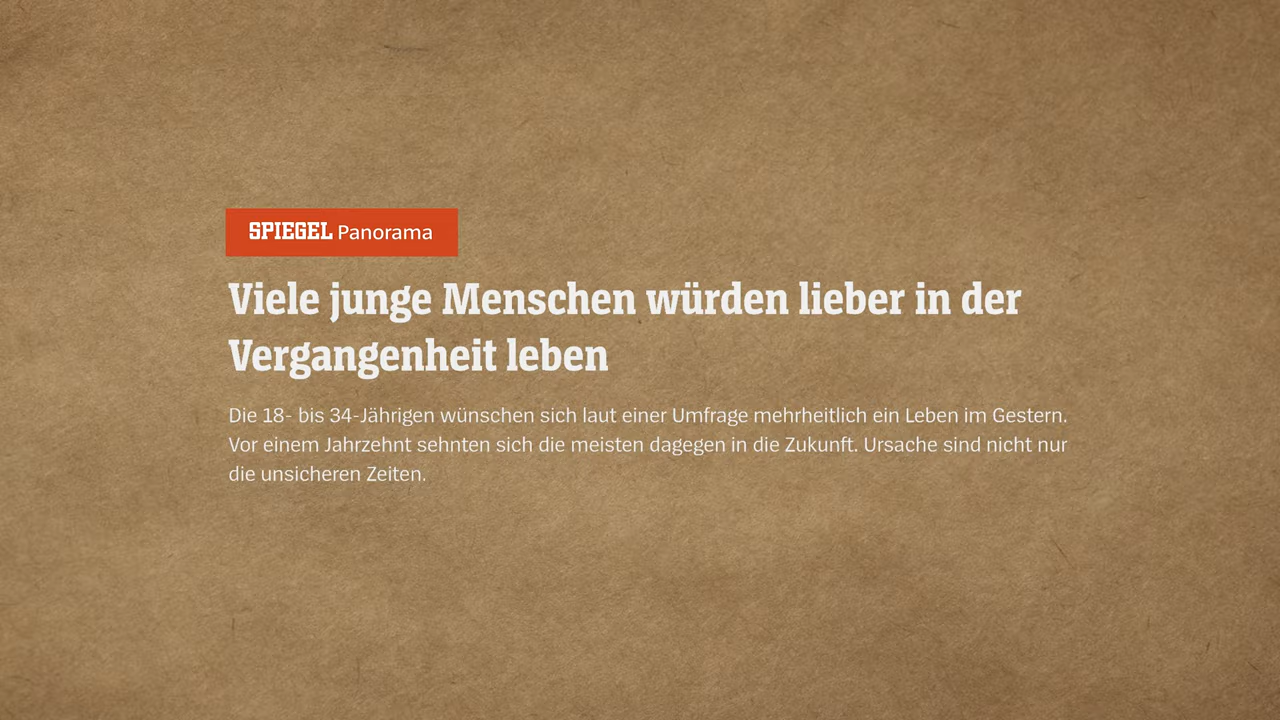 SPIEGEL Panorama
Viele junge Menschen würden lieber in der
Vergangenheit leben
Die 18- bis 34-Jährigen wünschen sich laut einer Umfrage mehrheitlich ein Leben im Gestern.
Vor einem Jahrzehnt sehnten sich die meisten dagegen in die Zukunft. Ursache sind nicht nur
die unsicheren Zeiten.